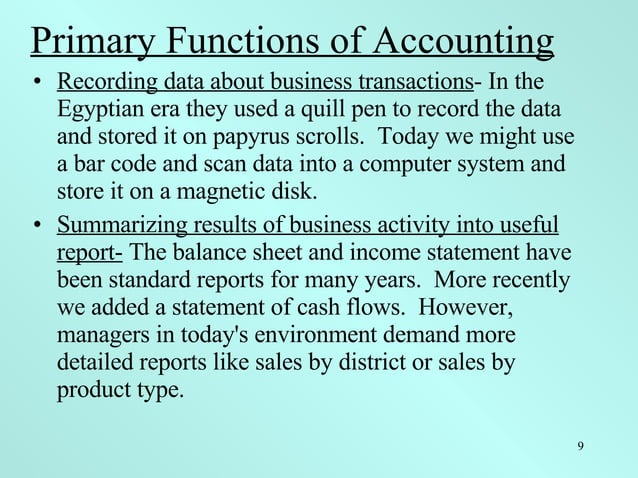 Primary Functions of Accounting
• Recording data about business transactions- In the
Egyptian era they used a quill pen to record the data
and stored it on papyrus scrolls.  Today we might use
a bar code and scan data into a computer system and
store it on a magnetic disk.
• Summarizing results of business activity into useful
report- The balance sheet and income statement have
been standard reports for many years.  More recently
we added a statement of cash flows.  However,
managers in today's environment demand more
detailed reports like sales by district or sales by
product type.
9